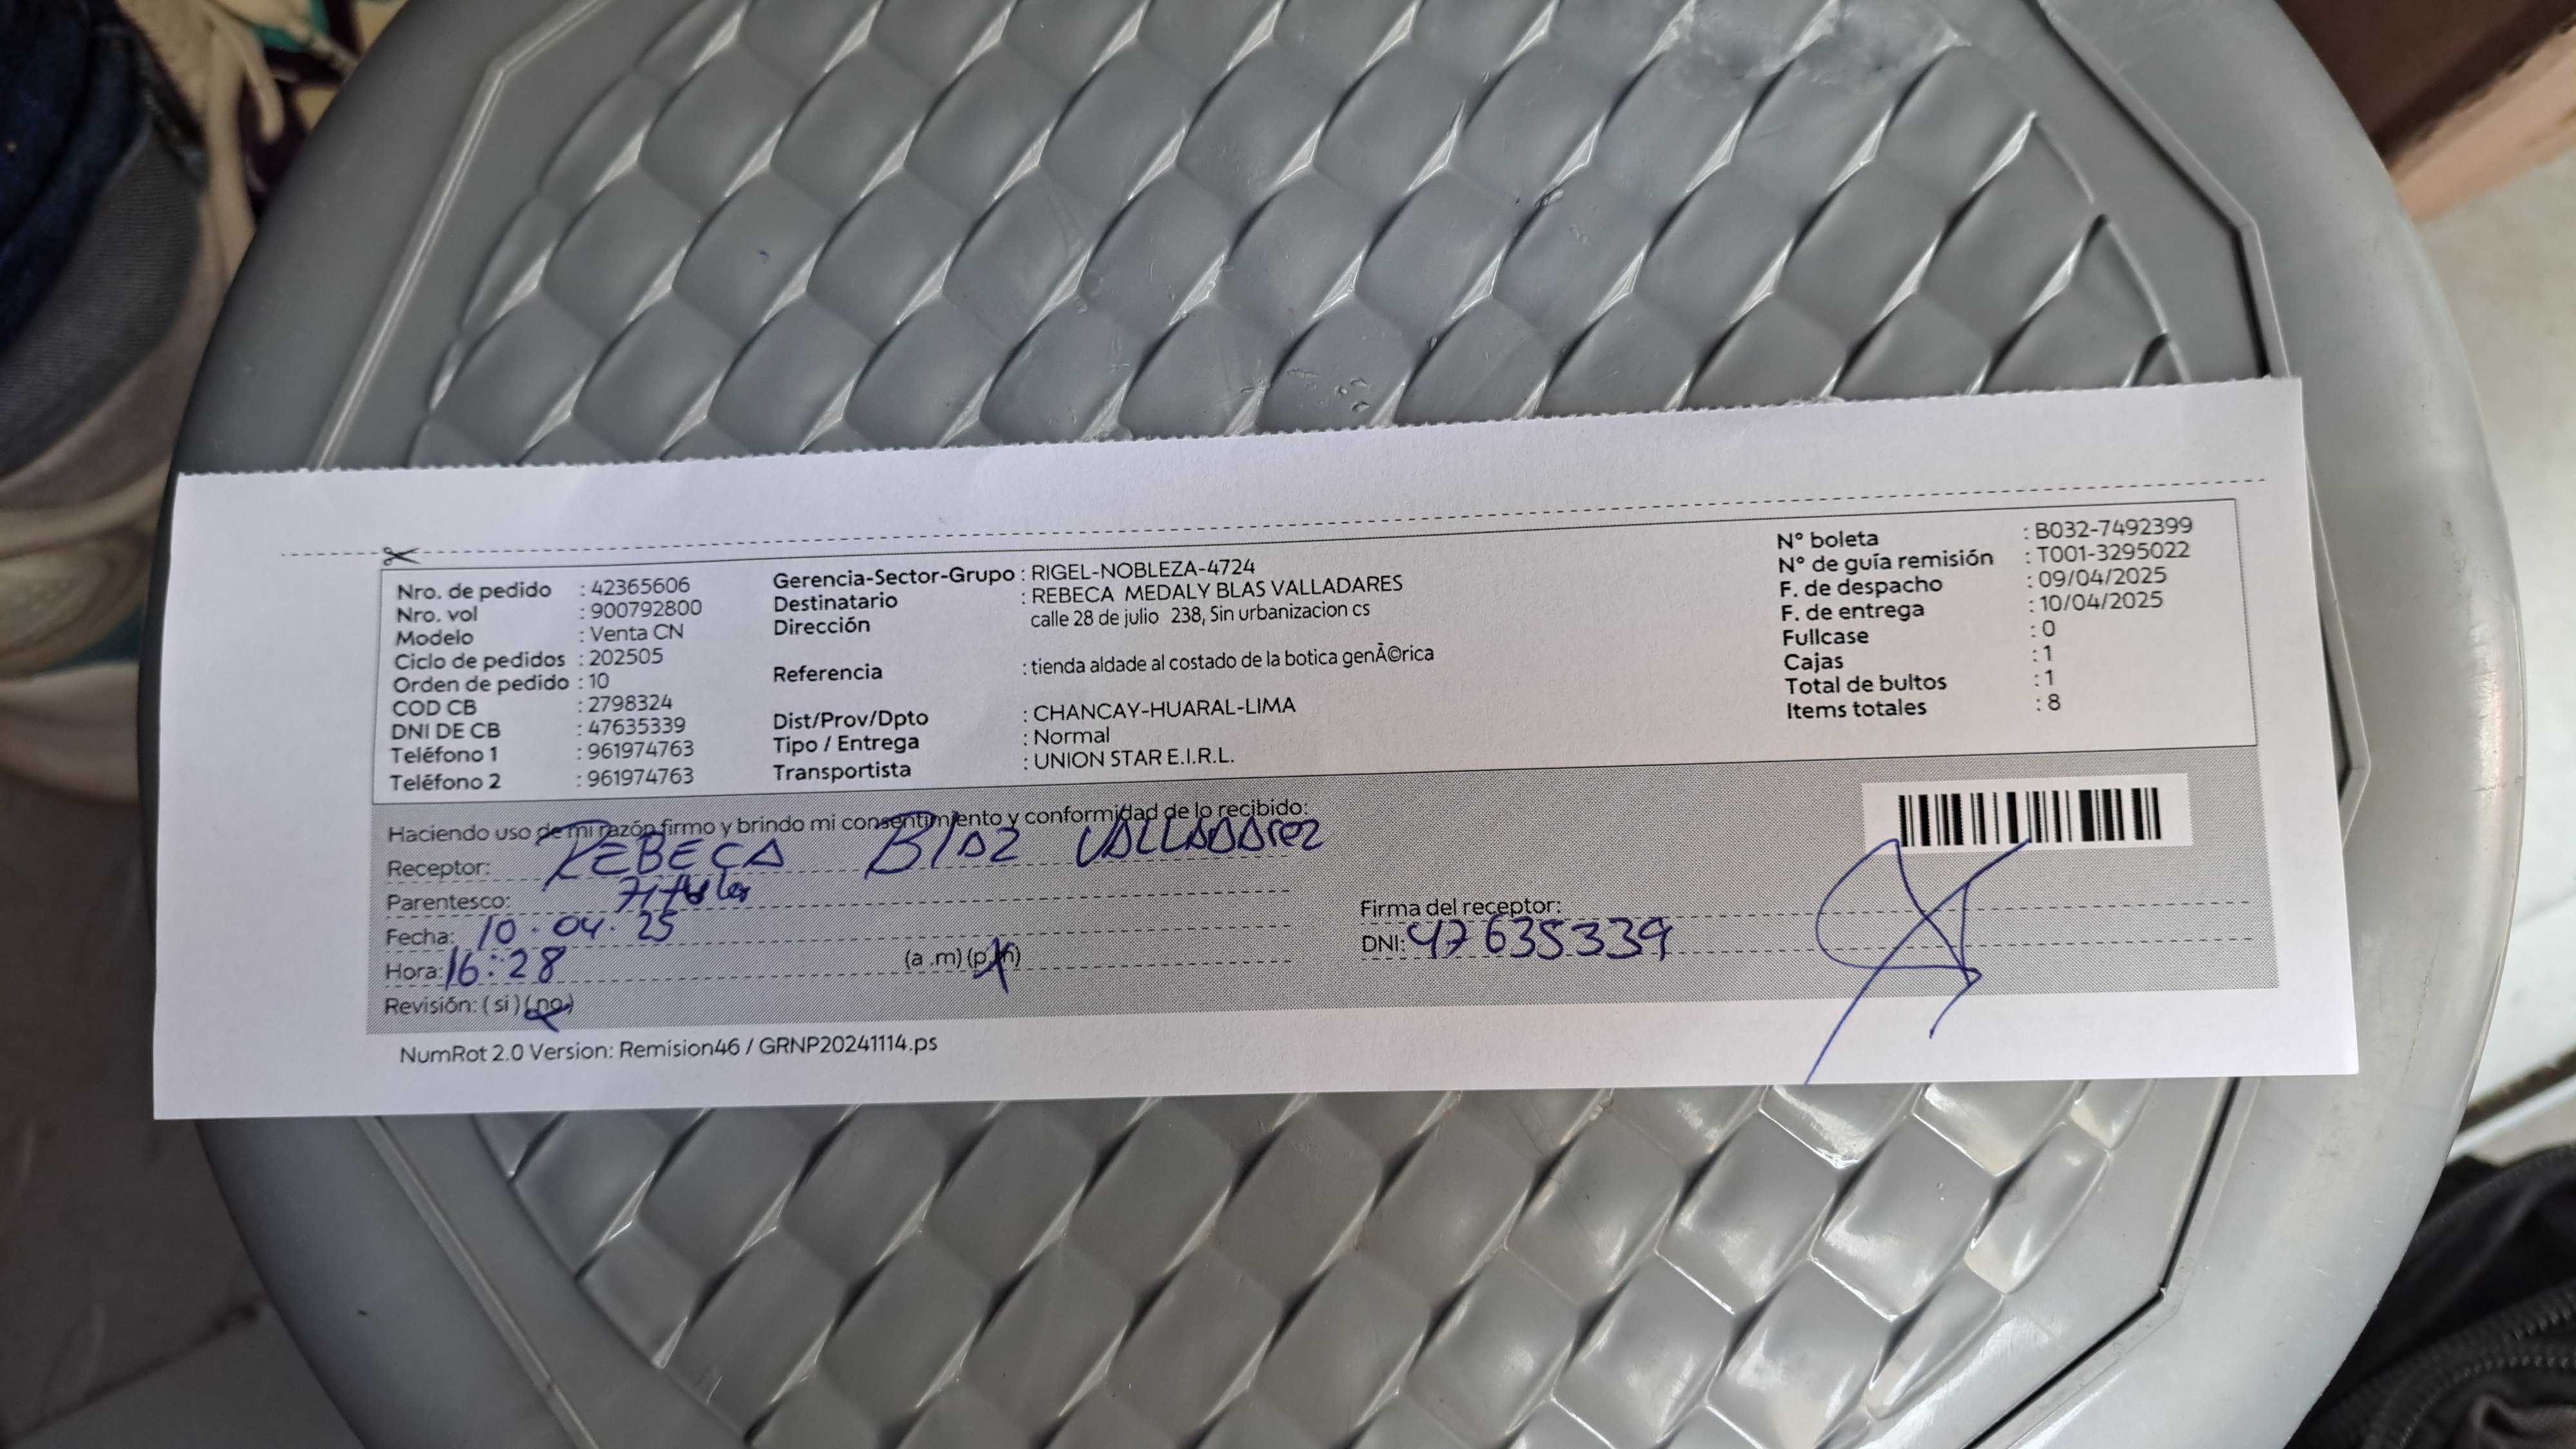 Nro. de pedido : 42365606
Nro. vol : 900792800
Modelo : Venta CN
Ciclo de pedidos : 202505
Orden de pedido : 10
COD CB : 2798324
DNI DE CB : 47635339
Teléfono 1 : 961974763
Teléfono 2 : 961974763
Gerencia-Sector-Grupo : RIGEL-NOBLEZA-4724
Destinatario : REBECA MEDALY BLAS VALLADARES
Dirección calle 28 de julio 238, Sin urbanizacion cs
Referencia : tienda aldade al costado de la botica genÃ©rica
Dist/Prov/Dpto : CHANCAY-HUARAL-LIMA
Tipo / Entrega : Normal
Transportista : UNION STAR E.I.R.L.
N° boleta : B032-7492399
N° de guía remisión : T001-3295022
F. de despacho : 09/04/2025
F. de entrega : 10/04/2025
Fullcase : 0
Cajas : 1
Total de bultos : 1
Items totales : 8
Haciendo uso de mi razón firmo y brindo mi consentimiento y conformidad de lo recibido:
Receptor: REBECA Blaz VALLADArez
Parentesco: Titular
Fecha: 10.04.25
Hora: 16:28 (a .m) (p.m)
Revisión: (si) (no)
Firma del receptor:
DNI: 47635339
NumRot 2.0 Version: Remision46 / GRNP20241114.ps